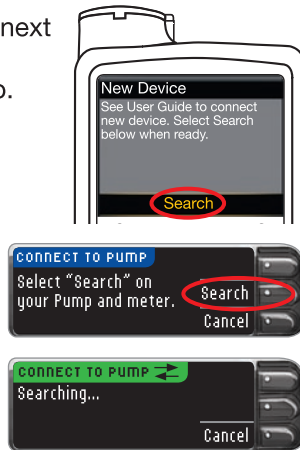 next
o.
New Device
See User Guide to connect
new device. Select Search
below when ready.
Search
CONNECT TO PUMP
Select “Search” on
your Pump and meter.
Search
Cancel
CONNECT TO PUMP
Searching...
Cancel